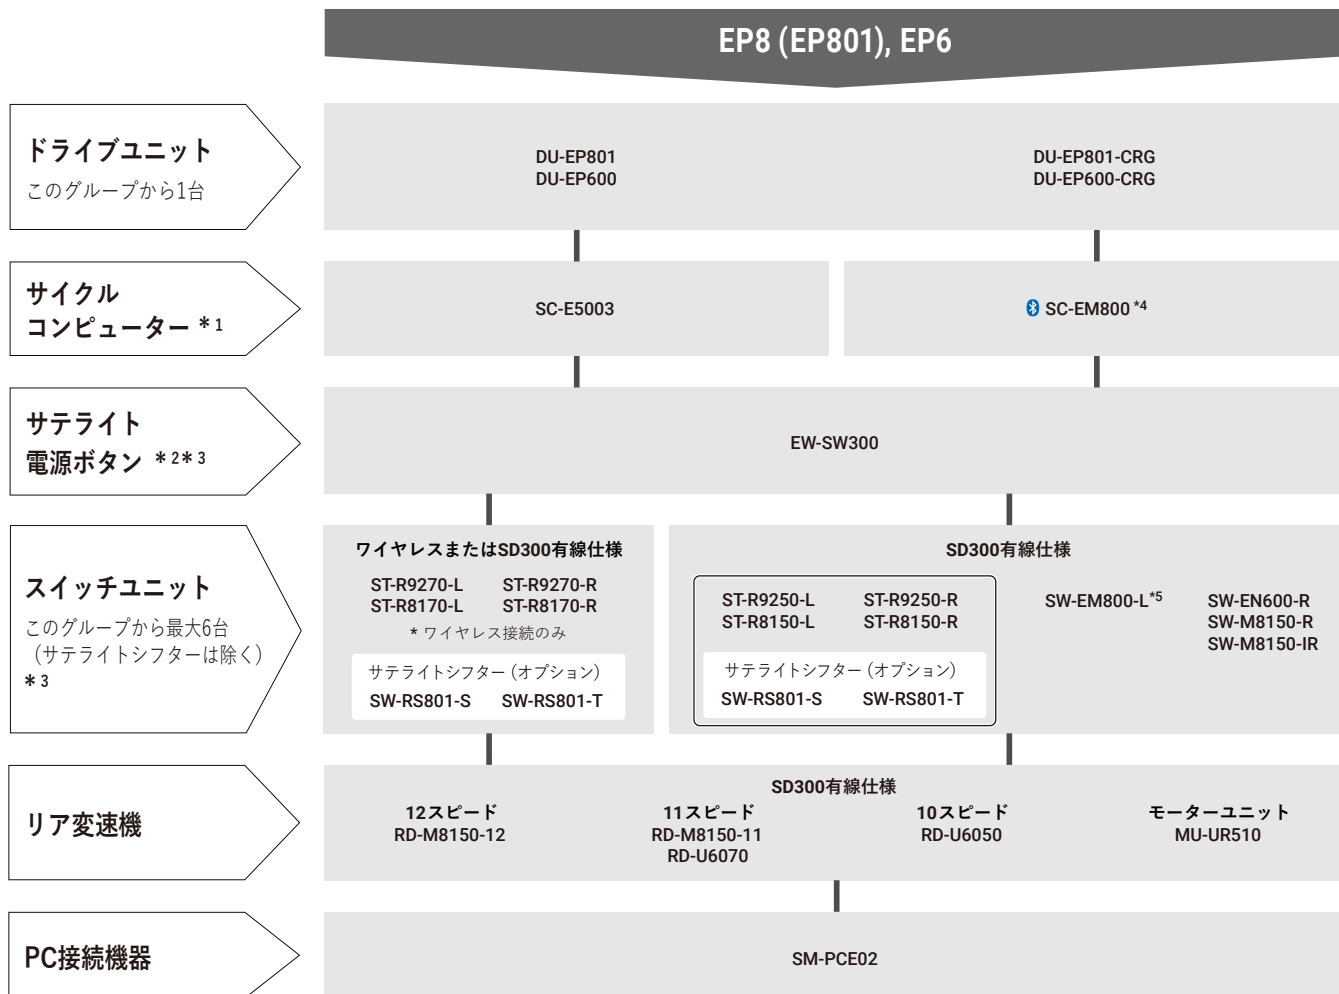 EP8 (EP801), EP6
ドライブユニット
このグループから1台
DU-EP801
DU-EP600
DU-EP801-CRG
DU-EP600-CRG
サイクル
コンピューター *1
SC-E5003
SC-EM800 *4
サテライト
電源ボタン *2*3
EW-SW300
スイッチユニット
このグループから最大6台
（サテライトシフターは除く）
*3
ワイヤレスまたはSD300有線仕様
ST-R9270-L ST-R9270-R
ST-R8170-L ST-R8170-R
* ワイヤレス接続のみ
サテライトシフター（オプション）
SW-RS801-S SW-RS801-T
SD300有線仕様
ST-R9250-L ST-R9250-R
ST-R8150-L ST-R8150-R
サテライトシフター（オプション）
SW-RS801-S SW-RS801-T
SW-EM800-L*5
SW-EN600-R
SW-M8150-R
SW-M8150-IR
リア変速機
SD300有線仕様
12スピード
RD-M8150-12
11スピード
RD-M8150-11
RD-U6070
10スピード
RD-U6050
モーターユニット
MU-UR510
PC接続機器
SM-PCE02